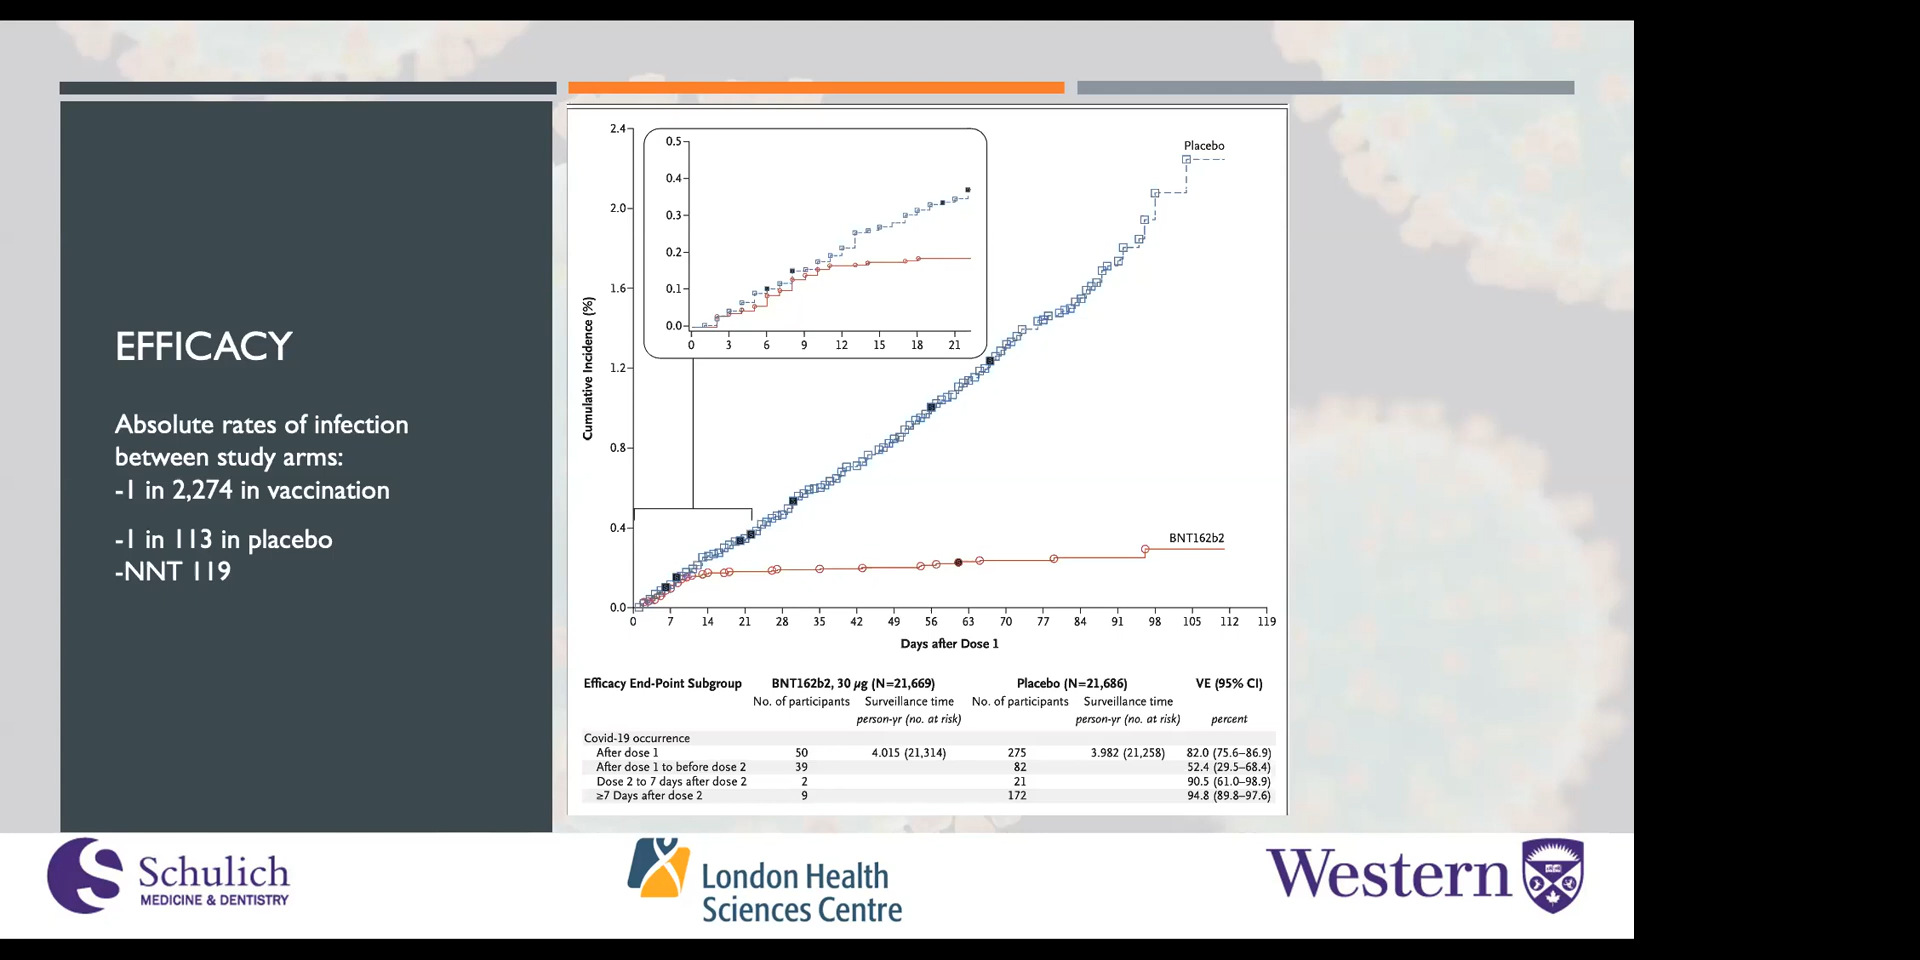 EFFICACY
Absolute rates of infection
between study arms:
-1 in 2,274 in vaccination
-1 in 113 in placebo
-NNT 119
Cumulative Incidence (%)
2.4
2.0
1.6
1.2
0.8
0.4
0.0
0.5
0.4
0.3
0.2
0.1
0.0
0 3 6 9 12 15 18 21
Placebo
BNT162b2
0 7 14 21 28 35 42 49 56 63 70 77 84 91 98 105 112 119
Days after Dose 1
Efficacy End-Point Subgroup BNT162b2, 30 μg (N=21,669) Placebo (N=21,686) VE (95% CI)
No. of participants Surveillance time No. of participants Surveillance time
person-yr (no. at risk) person-yr (no. at risk) percent
Covid-19 occurrence
After dose 1 50 4.015 (21,314) 275 3.982 (21,258) 82.0 (75.6–86.9)
After dose 1 to before dose 2 39 82 52.4 (29.5–68.4)
Dose 2 to 7 days after dose 2 2 21 90.5 (61.0–98.9)
≥7 Days after dose 2 9 172 94.8 (89.8–97.6)
Schulich
MEDICINE & DENTISTRY
London Health
Sciences Centre
Western